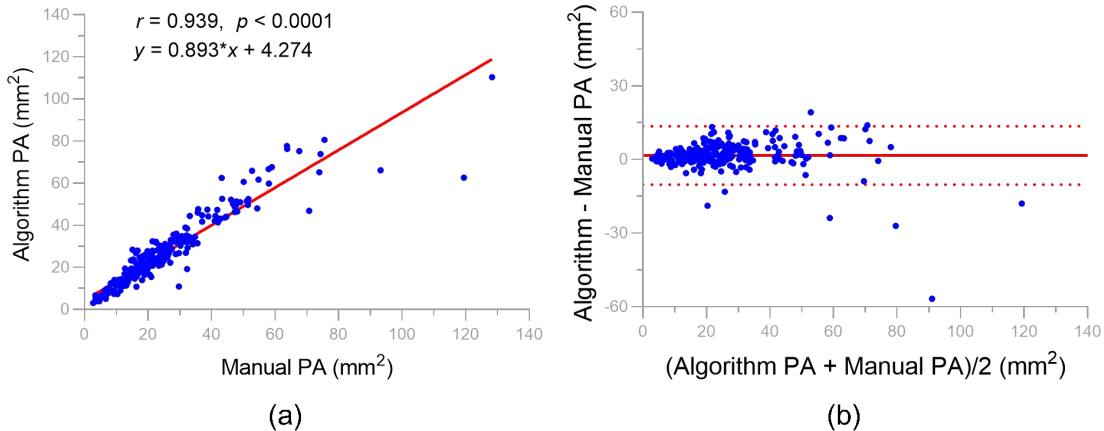 r = 0.939, p < 0.0001
y = 0.893*x + 4.274
140
120
100
80
60
40
20
0
Algorithm PA (mm²)
0 20 40 60 80 100 120 140
Manual PA (mm²)
(a)
60
30
0
-30
-60
Algorithm - Manual PA (mm²)
0 20 40 60 80 100 120 140
(Algorithm PA + Manual PA)/2 (mm²)
(b)